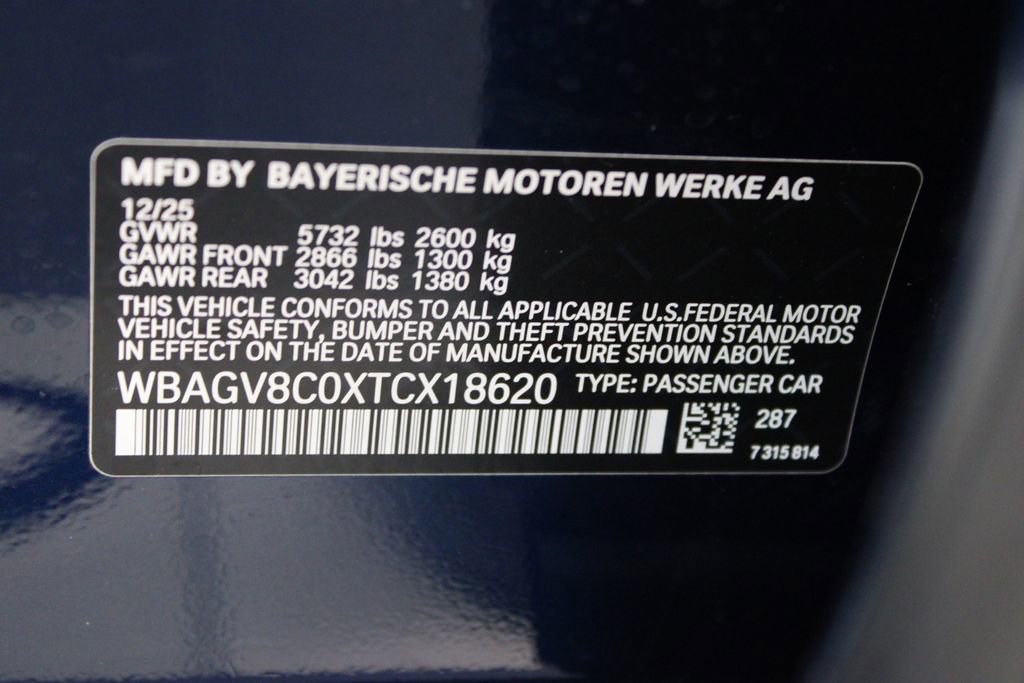 MFD BY BAYERISCHE MOTOREN WERKE AG
12/25
GVWR 5732 lbs 2600 kg
GAWR FRONT 2866 lbs 1300 kg
GAWR REAR 3042 lbs 1380 kg
THIS VEHICLE CONFORMS TO ALL APPLICABLE U.S.FEDERAL MOTOR
VEHICLE SAFETY, BUMPER AND THEFT PREVENTION STANDARDS
IN EFFECT ON THE DATE OF MANUFACTURE SHOWN ABOVE.
WBAGV8C0XTCX18620 TYPE: PASSENGER CAR
287
7 315 814